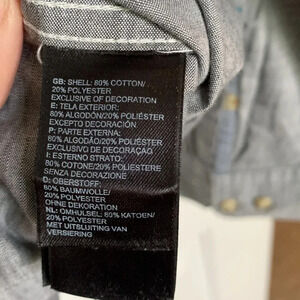 GB: SHELL: 80% COTTON/
20% POLYESTER
EXCLUSIVE OF DECORATION
E: TELA EXTERIOR:
80% ALGODÓN/20% POLIÉSTER
EXCEPTO DECORACIÓN.
P: PARTE EXTERNA:
80% ALGODÃO/20% POLIÉSTER
EXCLUINDO DECORAÇÃO
I: ESTERNO STRATO:
80% COTONE/20% POLIESTERE
SENZA DECORAZIONE
D: OBERSTOFF:
80% BAUMWOLLE/
20% POLYESTER
OHNE DEKORATION
NL: OMHULSEL: 80% KATOEN/
20% POLYESTER
MET UITSLUITING VAN
VERSIERING